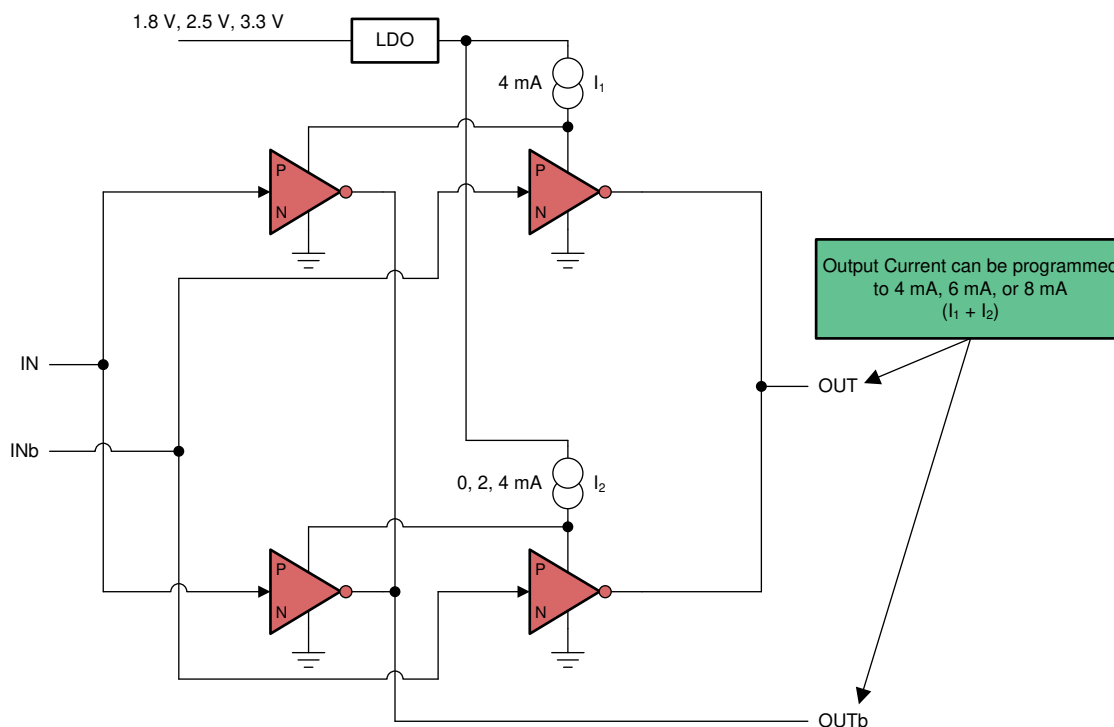 1.8 V, 2.5 V, 3.3 V
LDO
4 mA
I₁
P
N
P
N
Output Current can be programmed
to 4 mA, 6 mA, or 8 mA
(I₁ + I₂)
IN
OUT
INb
0, 2, 4 mA
I₂
P
N
P
N
OUTb